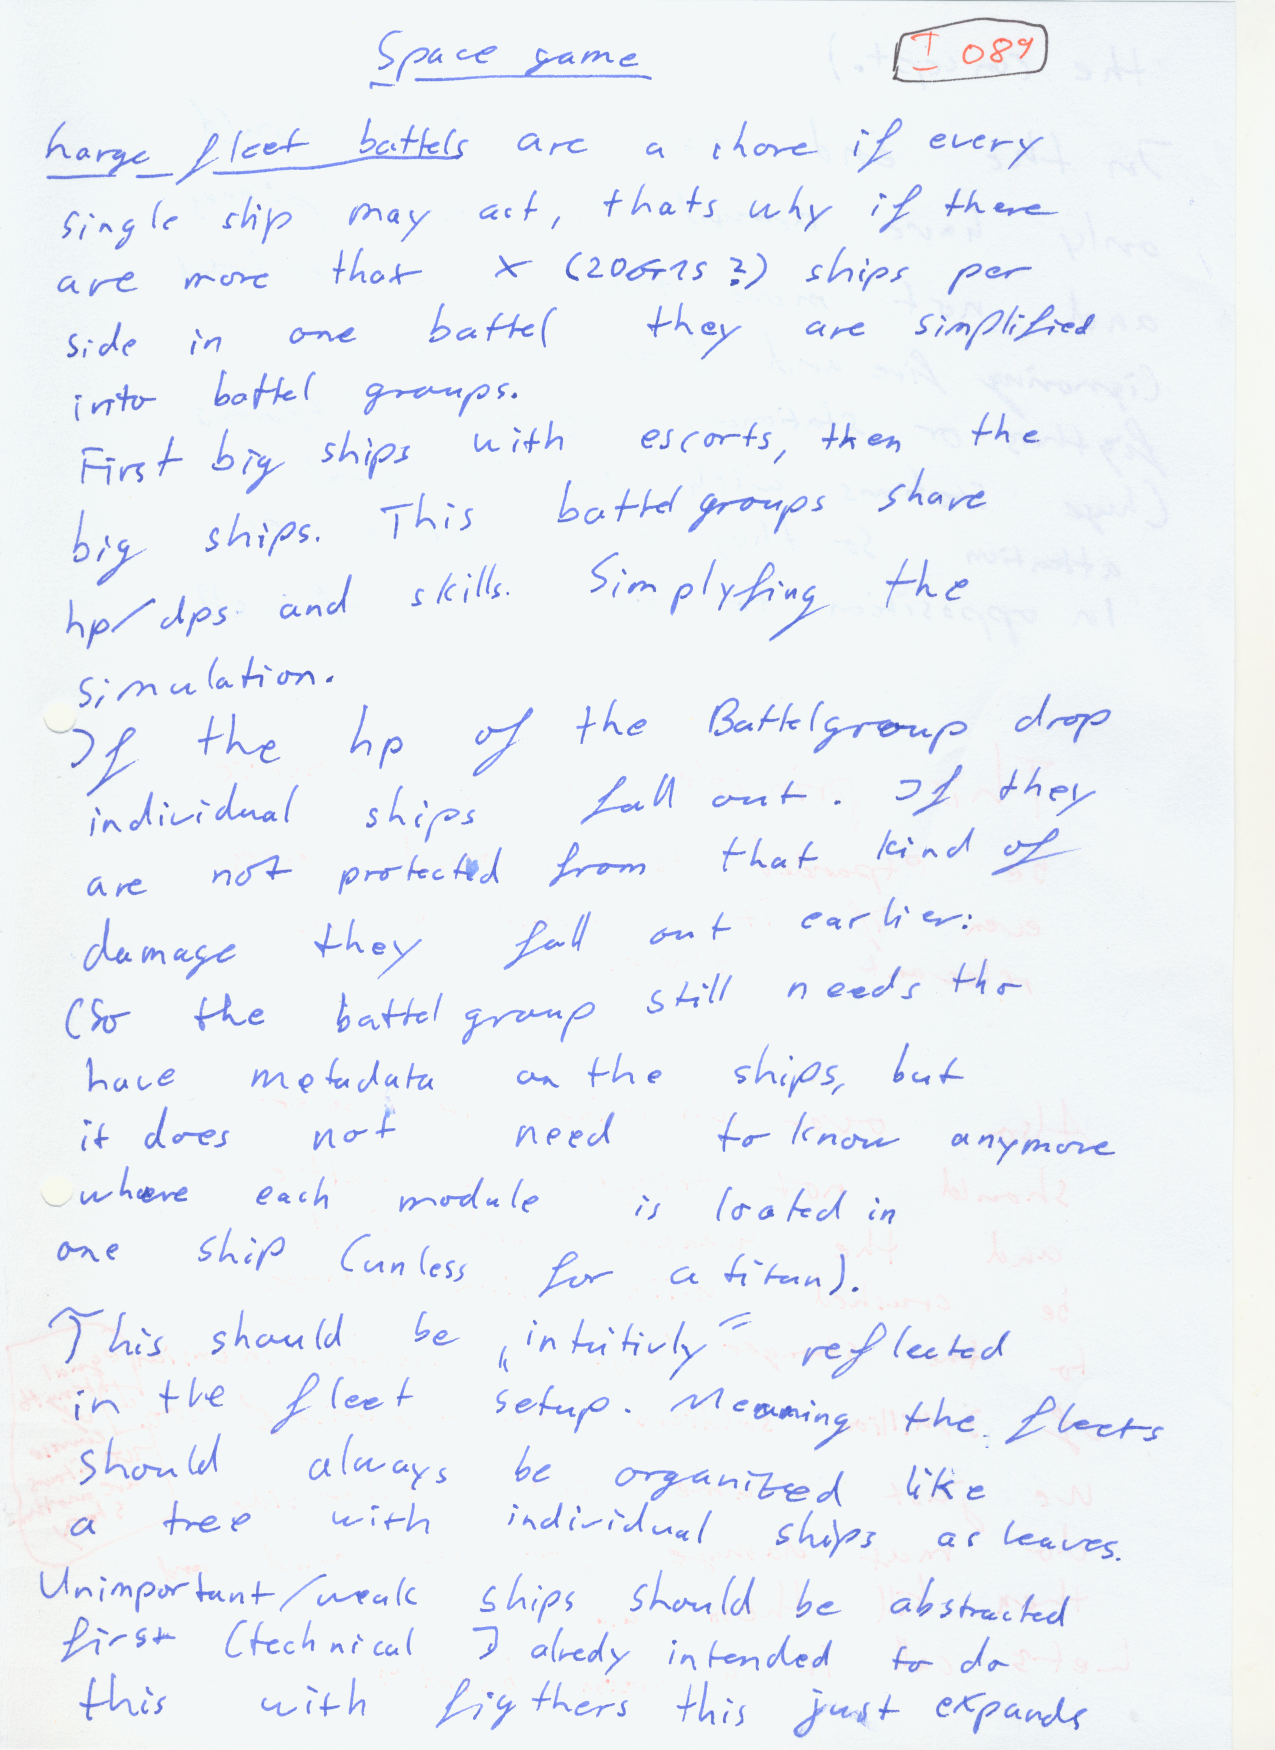 Space game
I 089
Large fleet battels are a chore if every
single ship may act, thats why if there
are more that X (20 15?) ships per
side in one battel they are simplified
into battel groups.
First big ships with escorts, then the
big ships. This battelgroups share
hp/dps and skills. Simplyfing the
simulation.
If the hp of the Battelgroup drop
individual ships fall out. If they
are not protected from that kind of
damage they fall out earlier:
(So the battelgroup still needs tho
have metadata on the ships, but
it does not need to know anymore
where each module is loated in
one ship (unless for a titan).
This should be „intuitivly" reflected
in the fleet setup. Meaning the fleets
should always be organized like
a tree with individual ships as leaves.
Unimportant/weak ships should be abstracted
first (technical I alredy intended to do
this with figthers this just expands